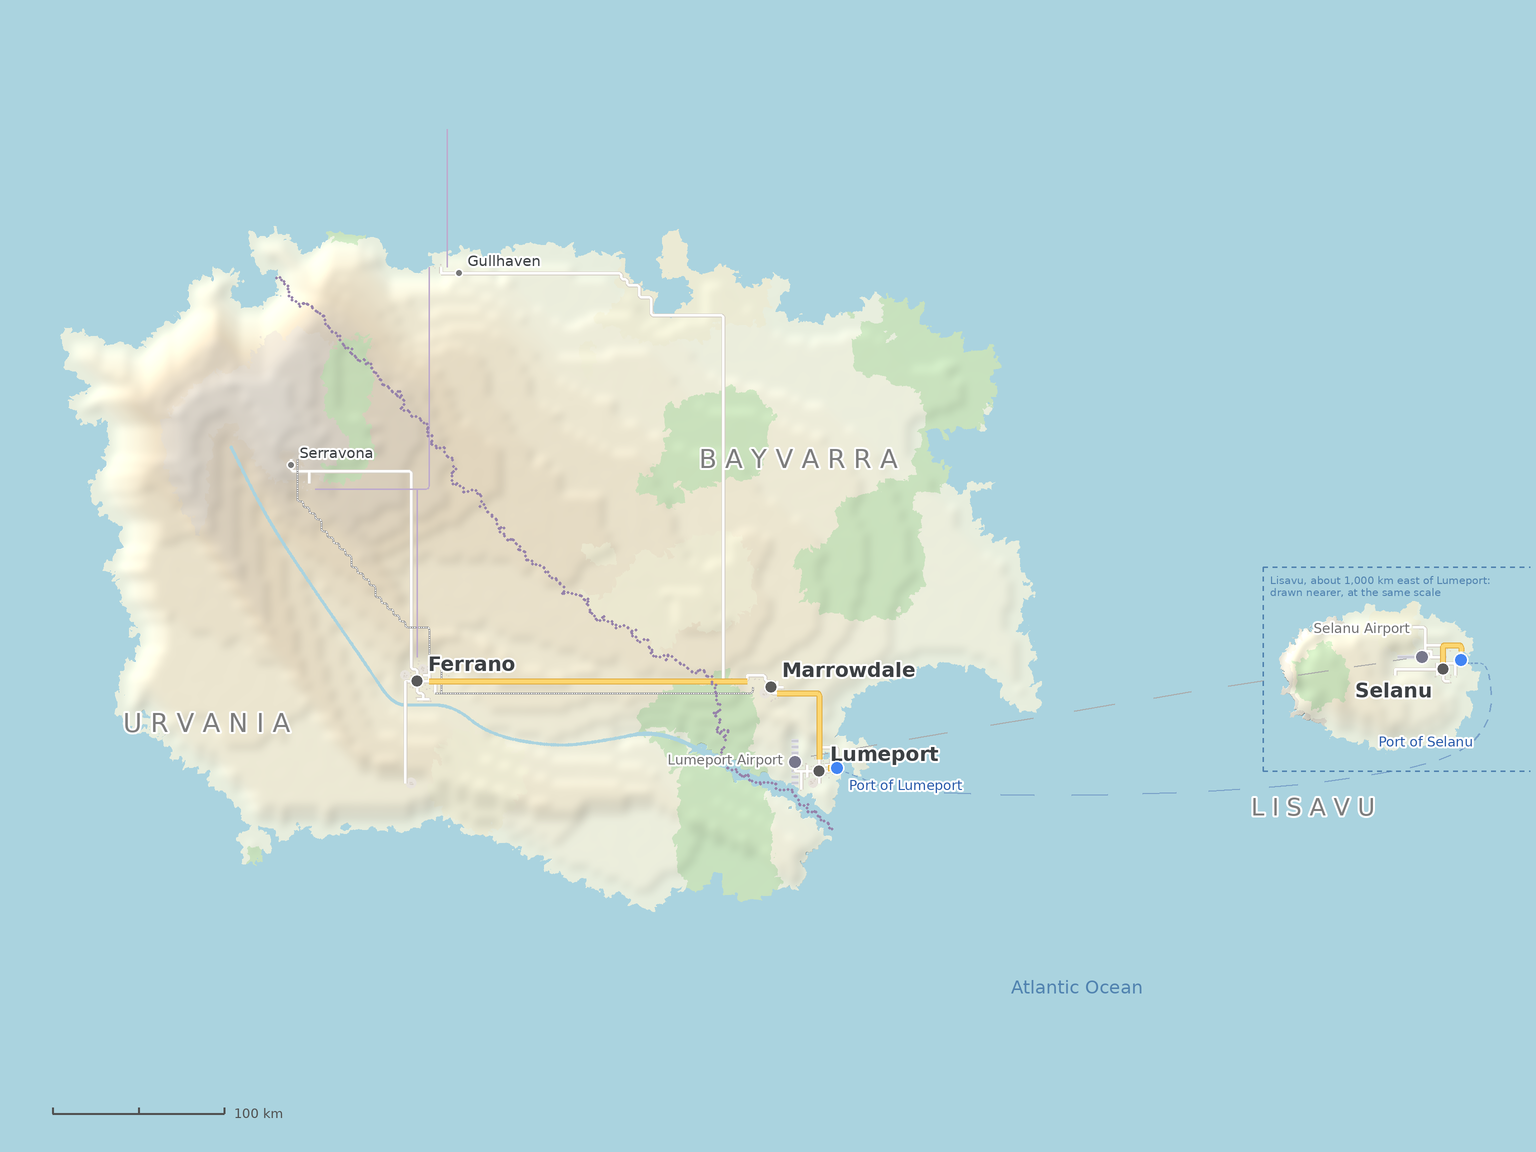 Gullhaven
Serravona
BAYVARRA
Lisavu, about 1,000 km east of Lumeport:
drawn nearer, at the same scale
Selanu Airport
Ferrano
Marrowdale
Selanu
URVANIA
Port of Selanu
Lumeport
Lumeport Airport
Port of Lumeport
LISAVU
Atlantic Ocean
100 km